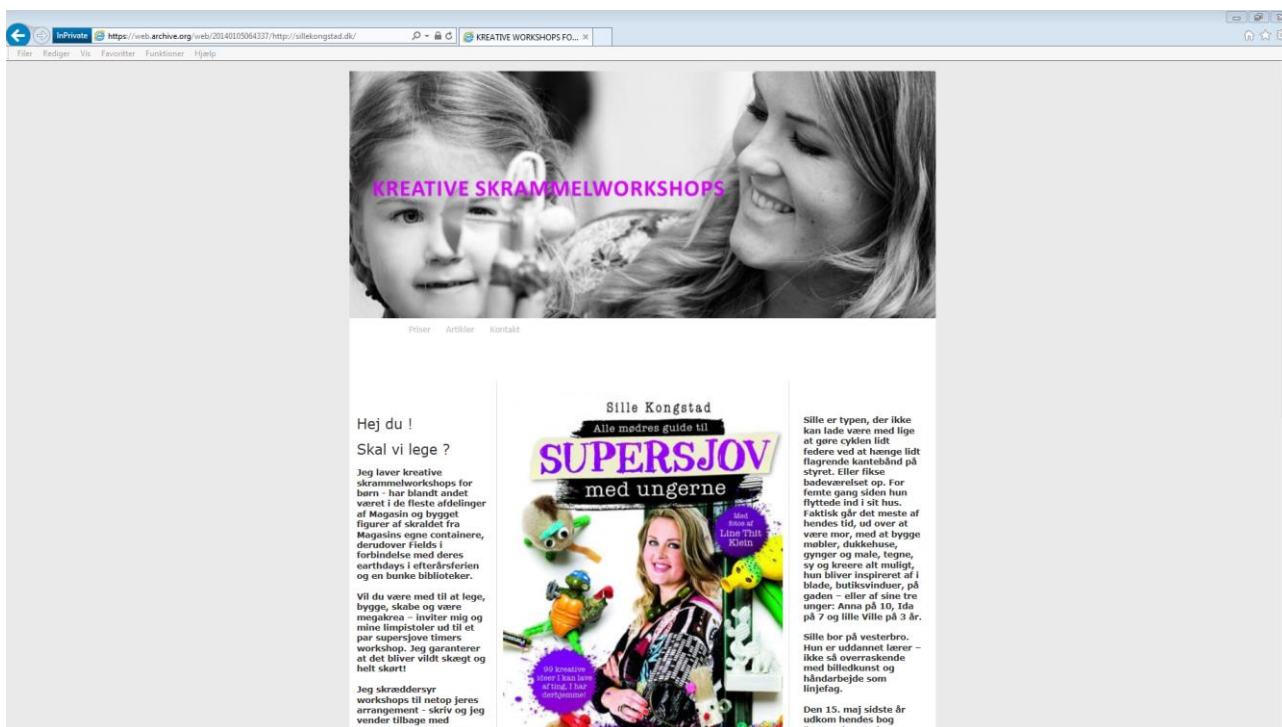 InPrivate
https://web.archive.org/web/20140105064337/http://sillekongstad.dk/
KREATIVE WORKSHOPS FO...
Filer Rediger Vis Favoritter Funktioner Hjælp
KREATIVE SKRAMMELWORKSHOPS
Priser Artikler Kontakt
Hej du !
Skal vi lege ?
Jeg laver kreative
skrammelworkshops for
børn - har blandt andet
været i de fleste afdelinger
af Magasin og bygget
figurer af skraldet fra
Magasins egne containere,
derudover Fields i
forbindelse med deres
earthdays i efterårsferien
og en bunke biblioteker.
Vil du være med til at lege,
bygge, skabe og være
megakrea – inviter mig og
mine limpistoler ud til et
par supersjove timers
workshop. Jeg garanterer
at det bliver vildt skægt og
helt skørt!
Jeg skræddersyr
workshops til netop jeres
arrangement - skriv og jeg
vender tilbage med
Sille Kongstad
Alle mødres guide til
SUPERSJOV
med ungerne
Med
fotos af
Line Thit
Klein
99 kreative
ideer I kan lave
af ting, I har
derhjemme!
Sille er typen, der ikke
kan lade være med lige
at gøre cyklen lidt
federe ved at hænge lidt
flagrende kantebånd på
styret. Eller fikse
badeværelset op. For
femte gang siden hun
flyttede ind i sit hus.
Faktisk går det meste af
hendes tid, ud over at
være mor, med at bygge
møbler, dukkehuse,
gynger og male, tegne,
sy og kreere alt muligt,
hun bliver inspireret af i
blade, butiksvinduer, på
gaden – eller af sine tre
unger: Anna på 10, Ida
på 7 og lille Ville på 3 år.
Sille bor på vesterbro.
Hun er uddannet lærer –
ikke så overraskende
med billedkunst og
håndarbejde som
linjefag.
Den 15. maj sidste år
udkom hendes bog